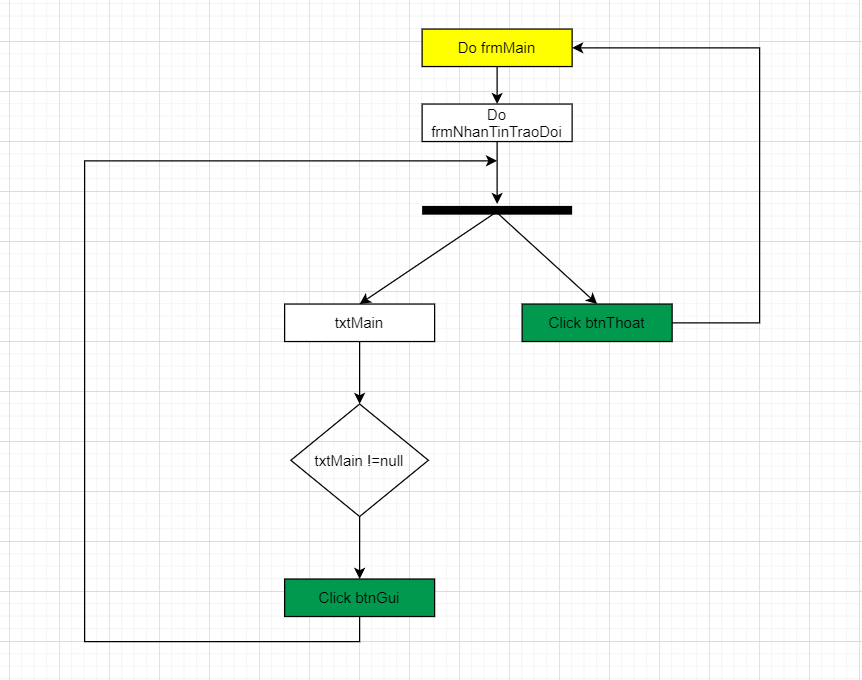 Do frmMain
Do
frmNhanTinTraoDoi
txtMain
Click btnThoat
txtMain !=null
Click btnGui